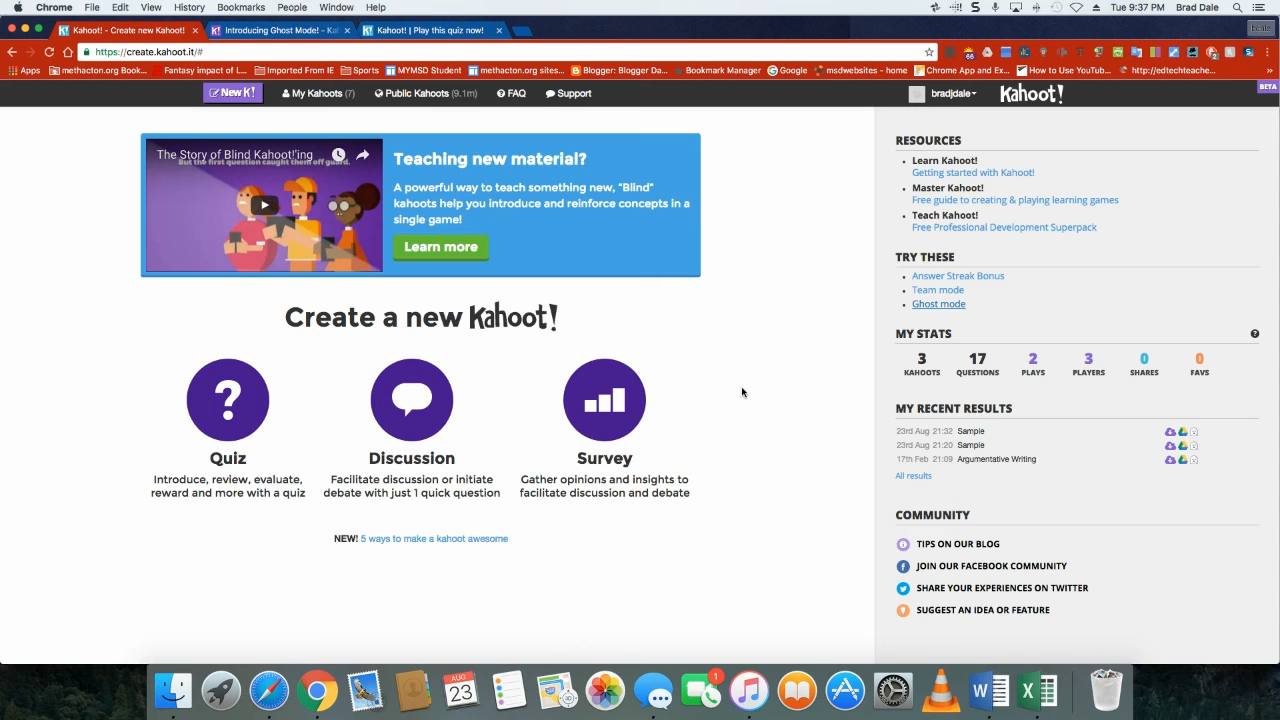 Chrome File Edit View History Bookmarks People Window Help Tue 9:37 PM Brad Dale
Kahoot! - Create new Kahoot! Introducing Ghost Mode! - Ka Kahoot! | Play this quiz now!
https://create.kahoot.it/#
Apps methacton.org Book... Fantasy impact of I... Imported From IE Sports MYMSD Student methacton.org sites... Blogger: Blogger Da... Bookmark Manager Google msdwebsites - home Chrome App and Ex... How to Use YouTub... http://edtechteache...
New K! My Kahoots (7) Public Kahoots (9.1m) FAQ Support bradjdale Kahoot! BETA
The Story of Blind Kahoot!'ing
But the first question caught them off guard.
Teaching new material?
A powerful way to teach something new, "Blind"
kahoots help you introduce and reinforce concepts in a
single game!
Learn more
Create a new Kahoot!
Quiz
Introduce, review, evaluate,
reward and more with a quiz
Discussion
Facilitate discussion or initiate
debate with just 1 quick question
Survey
Gather opinions and insights to
facilitate discussion and debate
NEW! 5 ways to make a kahoot awesome
RESOURCES
Learn Kahoot!
Getting started with Kahoot!
Master Kahoot!
Free guide to creating & playing learning games
Teach Kahoot!
Free Professional Development Superpack
TRY THESE
Answer Streak Bonus
Team mode
Ghost mode
MY STATS
3 17 2 3 0 0
KAHOOTS QUESTIONS PLAYS PLAYERS SHARES FAVS
MY RECENT RESULTS
23rd Aug 21:32 Sample
23rd Aug 21:20 Sample
17th Feb 21:09 Argumentative Writing
All results
COMMUNITY
TIPS ON OUR BLOG
JOIN OUR FACEBOOK COMMUNITY
SHARE YOUR EXPERIENCES ON TWITTER
SUGGEST AN IDEA OR FEATURE
AUG
23
1